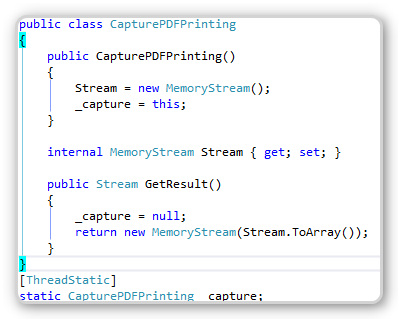 public class CapturePDFPrinting
{
    public CapturePDFPrinting()
    {
        Stream = new MemoryStream();
        _capture = this;
    }

    internal MemoryStream Stream { get; set; }

    public Stream GetResult()
    {
        _capture = null;
        return new MemoryStream(Stream.ToArray());
    }
}
[ThreadStatic]
static CapturePDFPrinting _capture;